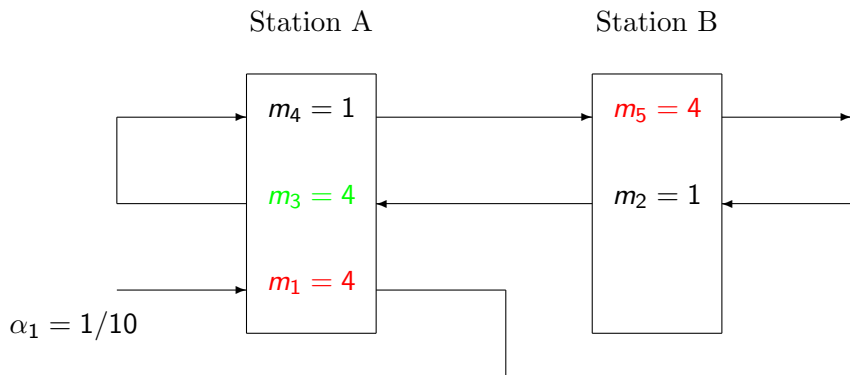 Station A Station B
m₄ = 1 m₅ = 4
m₃ = 4 m₂ = 1
m₁ = 4
α₁ = 1/10